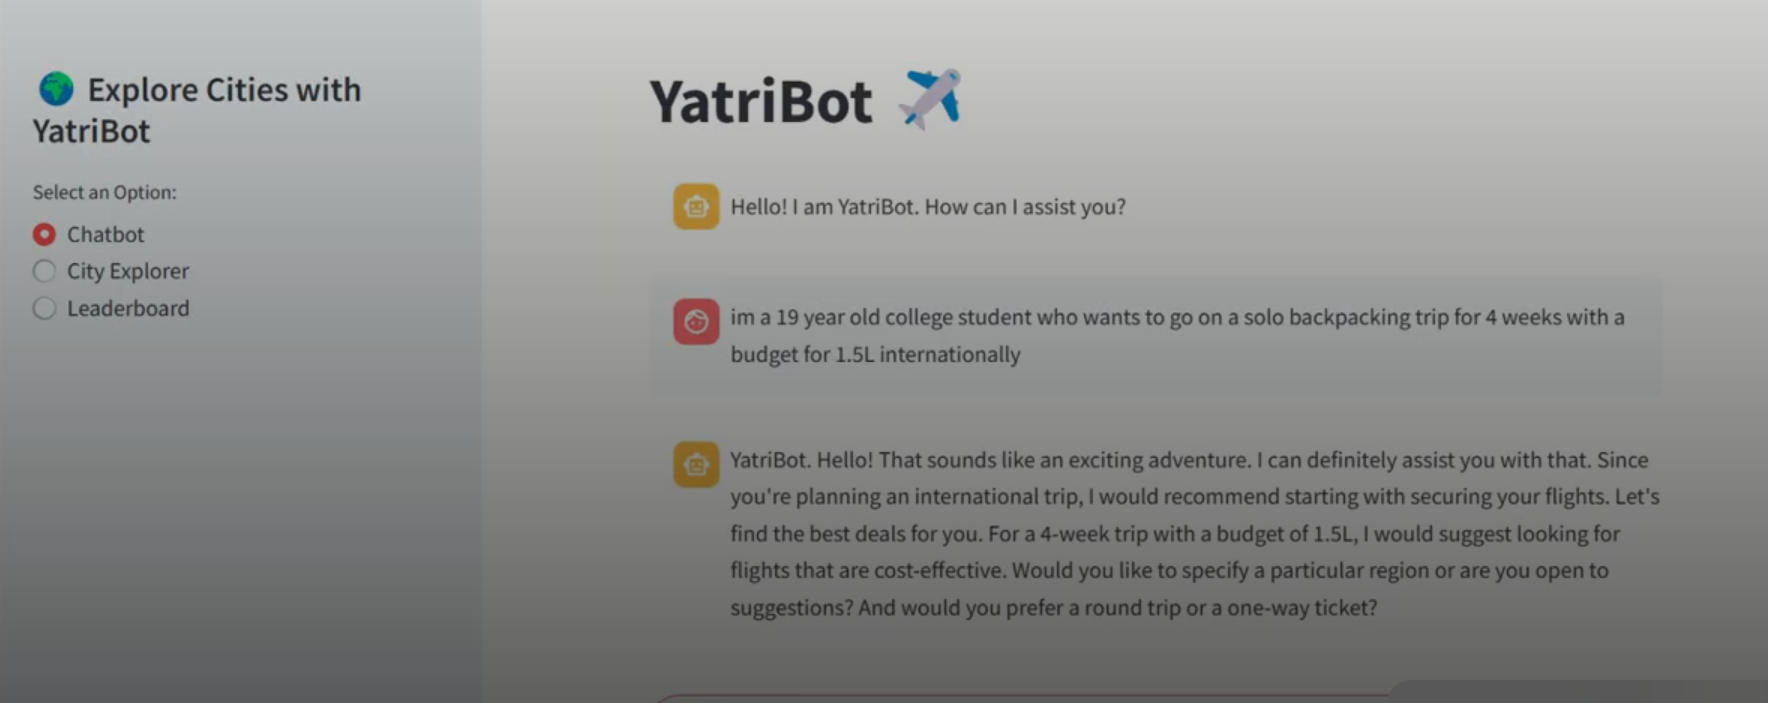 Explore Cities with
YatriBot
Select an Option:
Chatbot
City Explorer
Leaderboard
YatriBot
Hello! I am YatriBot. How can I assist you?
im a 19 year old college student who wants to go on a solo backpacking trip for 4 weeks with a
budget for 1.5L internationally
YatriBot. Hello! That sounds like an exciting adventure. I can definitely assist you with that. Since
you're planning an international trip, I would recommend starting with securing your flights. Let's
find the best deals for you. For a 4-week trip with a budget of 1.5L, I would suggest looking for
flights that are cost-effective. Would you like to specify a particular region or are you open to
suggestions? And would you prefer a round trip or a one-way ticket?